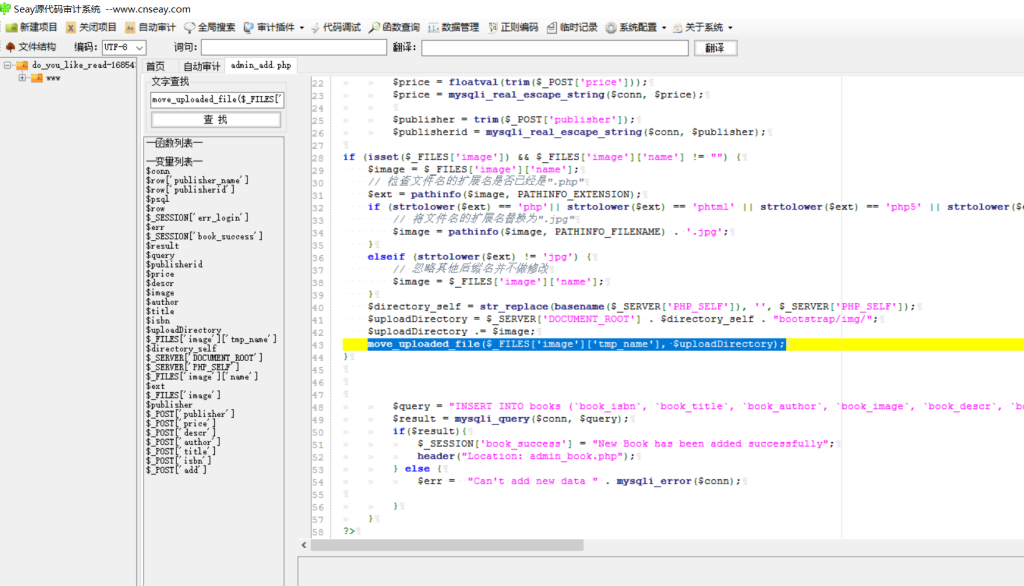 Seay源代码审计系统 --www.cnseay.com
新建项目 关闭项目 自动审计 全局搜索 审计插件 代码调试 函数查询 数据管理 正则编码 临时记录 系统配置 关于系统
文件结构 编码: UTF-8 词句: 翻译: 翻译
do_you_like_read-16854
www
首页 自动审计 admin_add.php
文字查找
move_uploaded_file($_FILES['
查 找
一函数列表一
一变量列表一
$conn
$row['publisher_name']
$row['publisherid']
$psql
$row
$_SESSION['err_login']
$err
$_SESSION['book_success']
$result
$query
$publisherid
$price
$descr
$image
$author
$title
$isbn
$uploadDirectory
$_FILES['image']['tmp_name']
$directory_self
$_SERVER['DOCUMENT_ROOT']
$_SERVER['PHP_SELF']
$_FILES['image']['name']
$ext
$_FILES['image']
$publisher
$_POST['publisher']
$_POST['price']
$_POST['descr']
$_POST['author']
$_POST['title']
$_POST['isbn']
$_POST['add']
22 $price = floatval(trim($_POST['price']));
23 $price = mysqli_real_escape_string($conn, $price);
24
25 $publisher = trim($_POST['publisher']);
26 $publisherid = mysqli_real_escape_string($conn, $publisher);
27
28 if (isset($_FILES['image']) && $_FILES['image']['name'] != "") {
29 $image = $_FILES['image']['name'];
30 // 检查文件名的扩展名是否已经是".php"
31 $ext = pathinfo($image, PATHINFO_EXTENSION);
32 if (strtolower($ext) == 'php'|| strtolower($ext) == 'phtml' || strtolower($ext) == 'php5' || strtolower($
33 // 将文件名的扩展名替换为".jpg"
34 $image = pathinfo($image, PATHINFO_FILENAME) . '.jpg';
35 }
36 elseif (strtolower($ext) != 'jpg') {
37 // 忽略其他后缀名并不做修改
38 $image = $_FILES['image']['name'];
39 }
40 $directory_self = str_replace(basename($_SERVER['PHP_SELF']), '', $_SERVER['PHP_SELF']);
41 $uploadDirectory = $_SERVER['DOCUMENT_ROOT'] . $directory_self . "bootstrap/img/";
42 $uploadDirectory .= $image;
43 move_uploaded_file($_FILES['image']['tmp_name'], $uploadDirectory);
44 }
45
46
47
48 $query = "INSERT INTO books (`book_isbn`, `book_title`, `book_author`, `book_image`, `book_descr`, `
49 $result = mysqli_query($conn, $query);
50 if($result){
51 $_SESSION['book_success'] = "New Book has been added successfully";
52 header("Location: admin_book.php");
53 } else {
54 $err = "Can't add new data " . mysqli_error($conn);
55
56 }
57 }
58 ?>